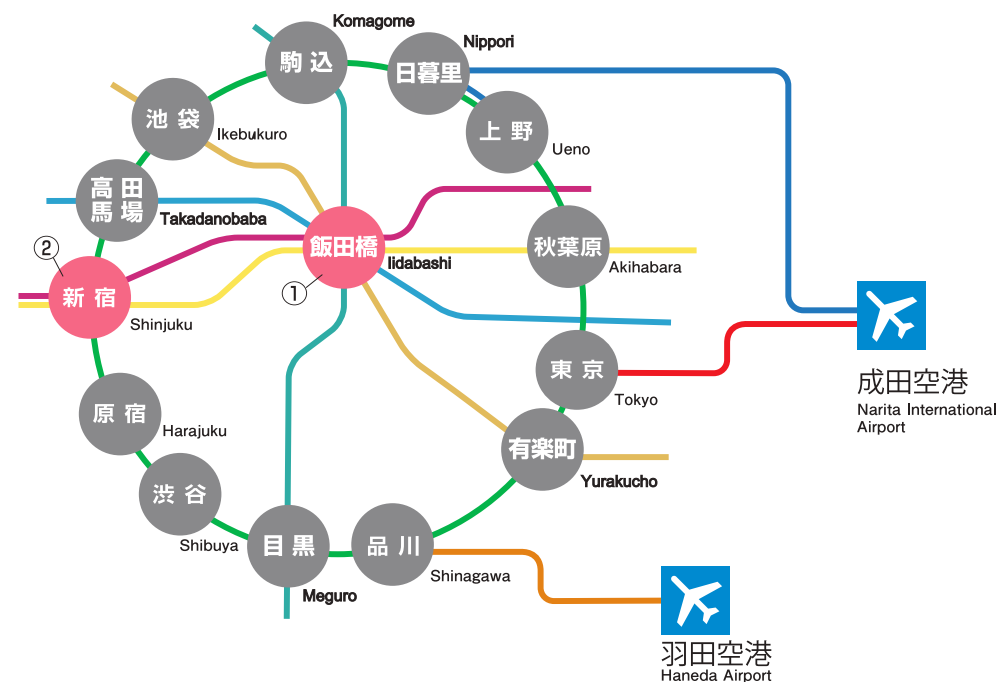 Komagome
駒込
Nippori
日暮里
池袋
Ikebukuro
上野
Ueno
高田
馬場
Takadanobaba
②
飯田橋
Iidabashi
①
秋葉原
Akihabara
新宿
Shinjuku
東京
Tokyo
成田空港
Narita International
Airport
原宿
Harajuku
有楽町
Yurakucho
渋谷
Shibuya
目黒
Meguro
品川
Shinagawa
羽田空港
Haneda Airport